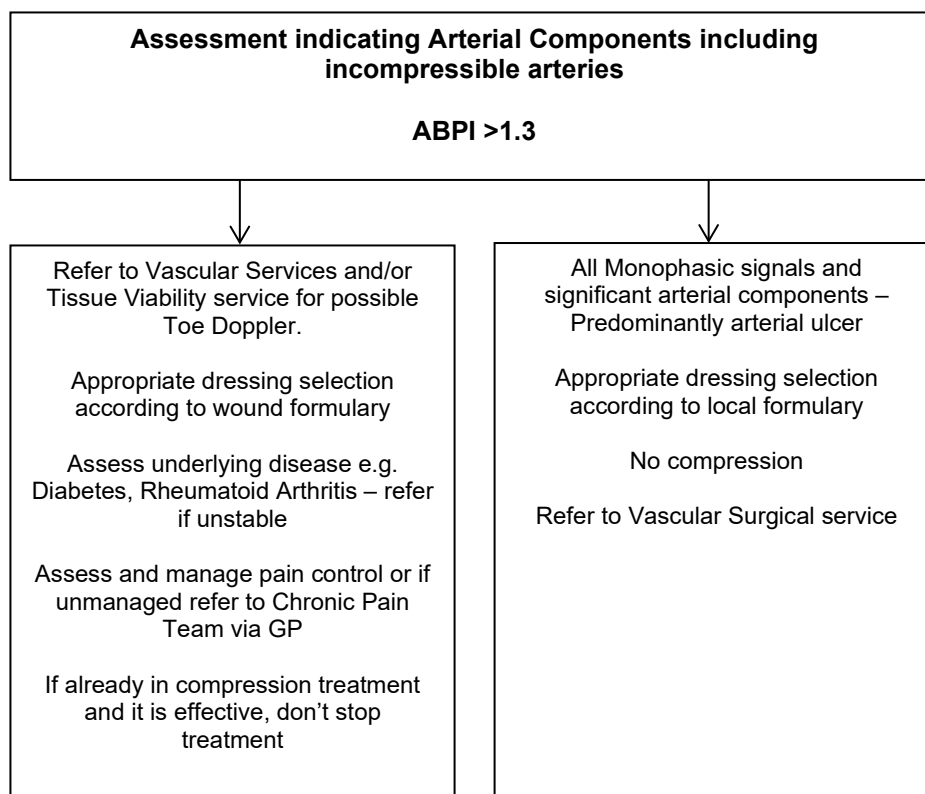 Assessment indicating Arterial Components including
incompressible arteries
ABPI >1.3
Refer to Vascular Services and/or
Tissue Viability service for possible
Toe Doppler.
Appropriate dressing selection
according to wound formulary
Assess underlying disease e.g.
Diabetes, Rheumatoid Arthritis – refer
if unstable
Assess and manage pain control or if
unmanaged refer to Chronic Pain
Team via GP
If already in compression treatment
and it is effective, don’t stop
treatment
All Monophasic signals and
significant arterial components –
Predominantly arterial ulcer
Appropriate dressing selection
according to local formulary
No compression
Refer to Vascular Surgical service